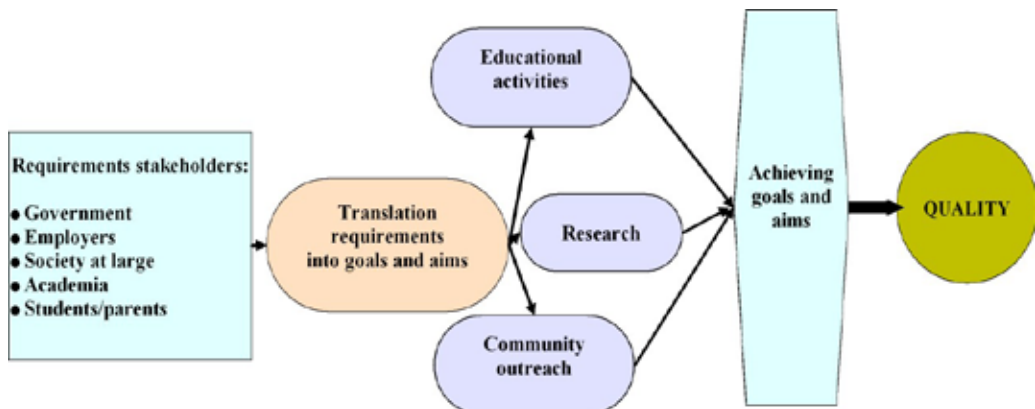 Requirements stakeholders:
● Government
● Employers
● Society at large
● Academia
● Students/parents
Translation
requirements
into goals and aims
Educational
activities
Research
Community
outreach
Achieving
goals and
aims
QUALITY